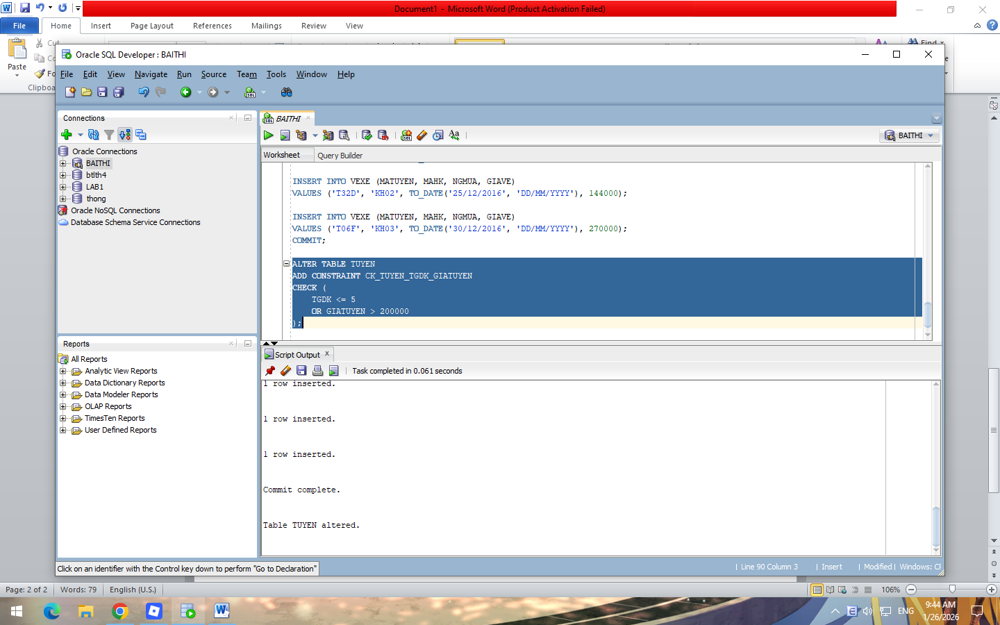 Document1 - Microsoft Word (Product Activation Failed)
File Home Insert Page Layout References Mailings Review View
Cut
Find
Paste
Clipboa
Oracle SQL Developer : BAITHI
File Edit View Navigate Run Source Team Tools Window Help
Connections
Oracle Connections
BAITHI
btlth4
LAB1
thong
Oracle NoSQL Connections
Database Schema Service Connections
Reports
All Reports
Analytic View Reports
Data Dictionary Reports
Data Modeler Reports
OLAP Reports
TimesTen Reports
User Defined Reports
BAITHI
BAITHI
Worksheet Query Builder
INSERT INTO VEXE (MATUYEN, MAHK, NGMUA, GIAVE)
VALUES ('T32D', 'KH02', TO_DATE('25/12/2016', 'DD/MM/YYYY'), 144000);
INSERT INTO VEXE (MATUYEN, MAHK, NGMUA, GIAVE)
VALUES ('T06F', 'KH03', TO_DATE('30/12/2016', 'DD/MM/YYYY'), 270000);
COMMIT;
ALTER TABLE TUYEN
ADD CONSTRAINT CK_TUYEN_TGDK_GIATUYEN
CHECK (
TGDK <= 5
OR GIATUYEN > 200000
);
Script Output
Task completed in 0.061 seconds
1 row inserted.
1 row inserted.
1 row inserted.
Commit complete.
Table TUYEN altered.
Click on an identifier with the Control key down to perform "Go to Declaration"
Line 90 Column 3 Insert Modified Windows: CF
Page: 2 of 2 Words: 79 English (U.S.) 106%
ENG
9:44 AM
1/26/2026